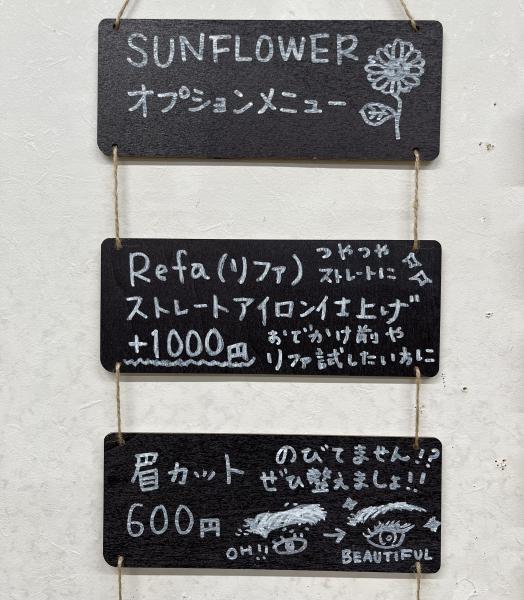 SUNFLOWER
オプションメニュー
Refa(リファ)
つやつや
ストレートに
ストレートアイロン仕上げ
+1000円
おでかけ前や
リファ試したい方に
眉カット
のびてません!?
ぜひ整えましょ!!
600円
OH!!
→
BEAUTIFUL